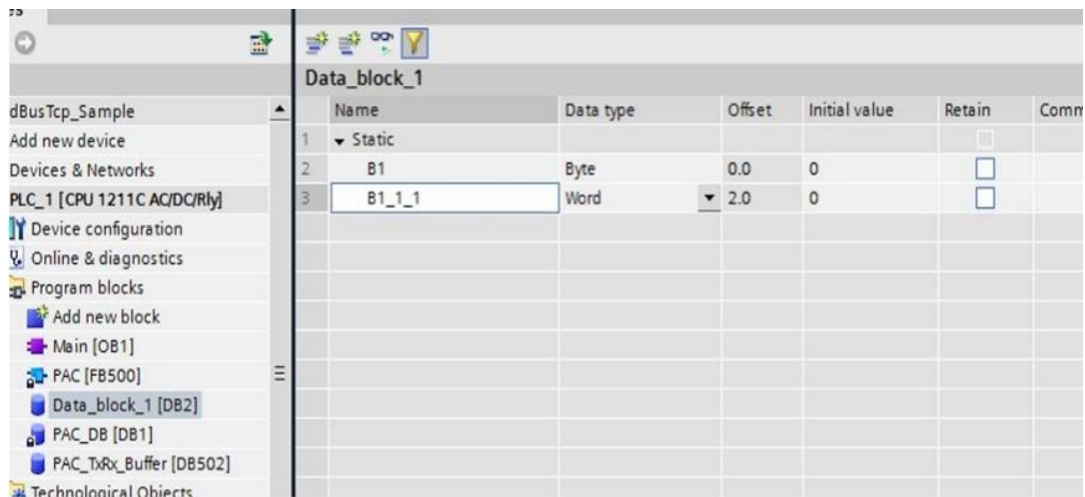 Data_block_1
dBusTcp_Sample
Add new device
Devices & Networks
PLC_1 [CPU 1211C AC/DC/Rly]
Device configuration
Online & diagnostics
Program blocks
Add new block
Main [OB1]
PAC [FB500]
Data_block_1 [DB2]
PAC_DB [DB1]
PAC_TxRx_Buffer [DB502]
Technological Objects
Name Data type Offset Initial value Retain Comm
1 Static
2 B1 Byte 0.0 0
3 B1_1_1 Word 2.0 0